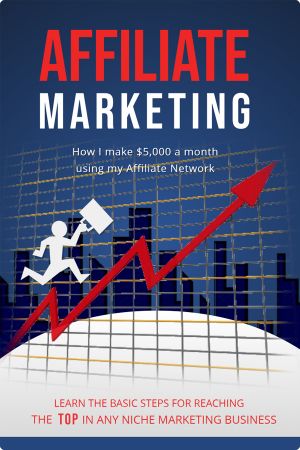 AFFILIATE
MARKETING
How I make $5,000 a month
using my Affiliate Network
LEARN THE BASIC STEPS FOR REACHING
THE TOP IN ANY NICHE MARKETING BUSINESS